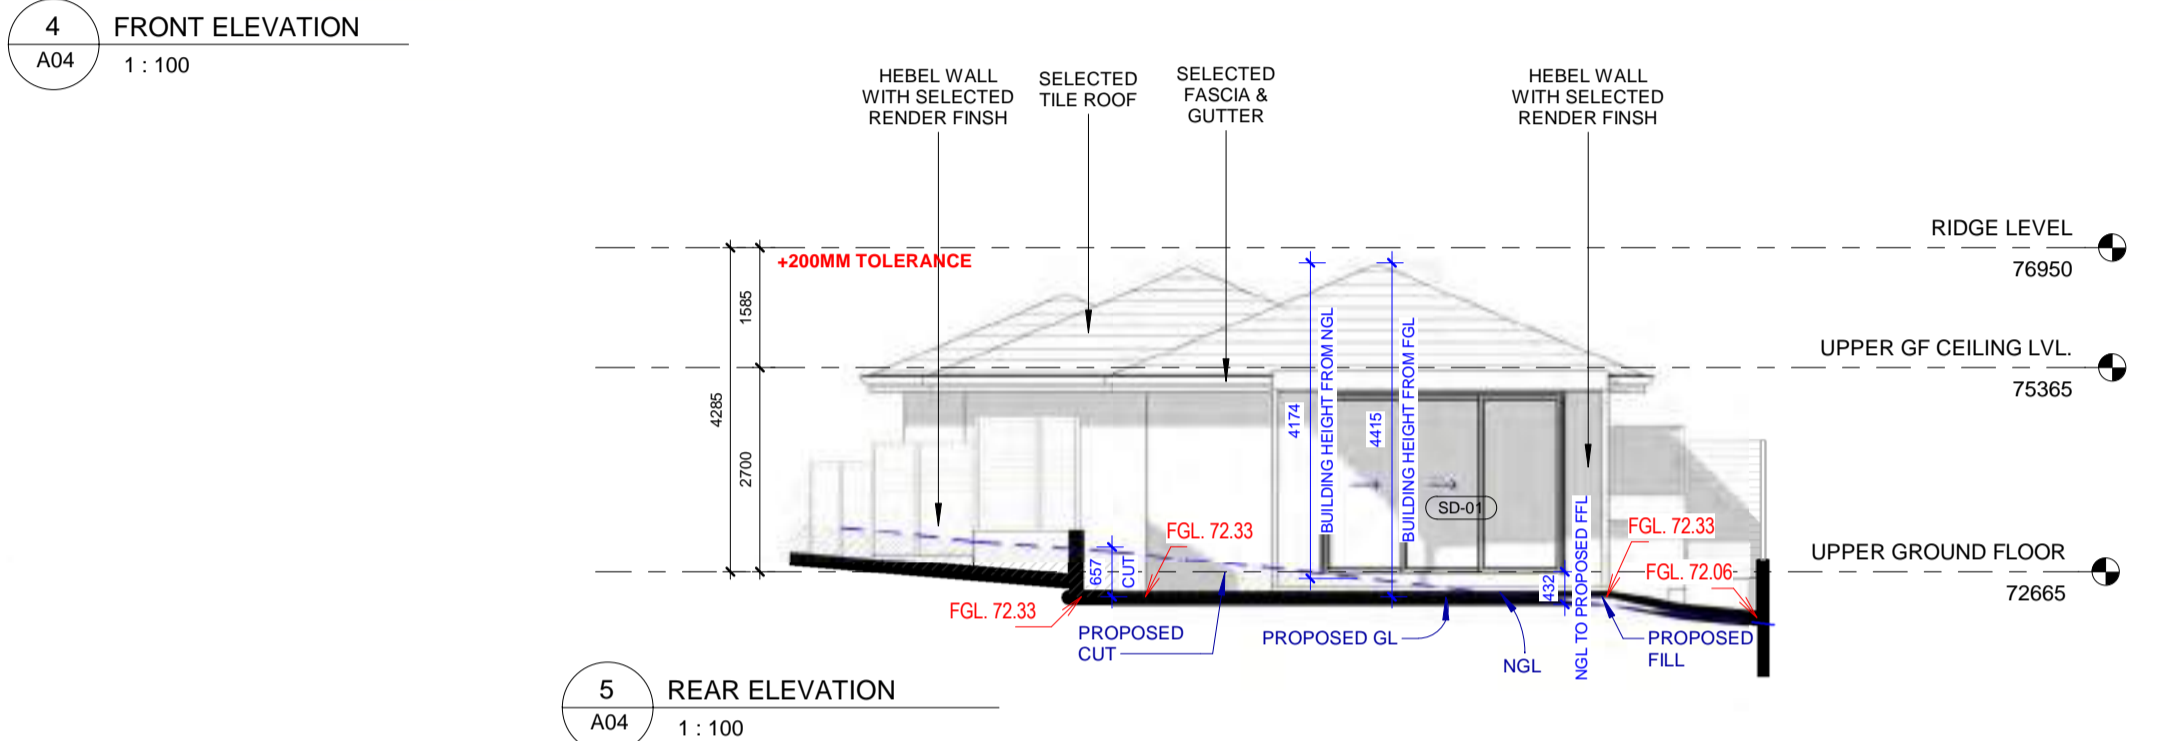 4
A04
FRONT ELEVATION
1 : 100
HEBEL WALL
WITH SELECTED
RENDER FINSH
SELECTED
TILE ROOF
SELECTED
FASCIA &
GUTTER
HEBEL WALL
WITH SELECTED
RENDER FINSH
RIDGE LEVEL
76950
+200MM TOLERANCE
1585
UPPER GF CEILING LVL.
75365
4285
2700
4174
BUILDING HEIGHT FROM NGL
4415
BUILDING HEIGHT FROM FGL
SD-01
NGL TO PROPOSED FFL
432
FGL. 72.33
FGL. 72.33
UPPER GROUND FLOOR
72665
FGL. 72.06
657
CUT
FGL. 72.33
PROPOSED
CUT
PROPOSED GL
NGL
PROPOSED
FILL
5
A04
REAR ELEVATION
1 : 100